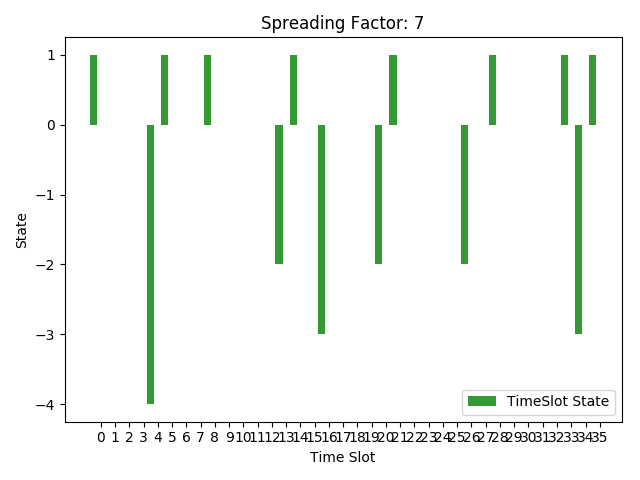 Spreading Factor: 7
1
0
−1
−2
−3
−4
State
TimeSlot State
0 1 2 3 4 5 6 7 8 9 10 11 12 13 14 15 16 17 18 19 20 21 22 23 24 25 26 27 28 29 30 31 32 33 34 35
Time Slot